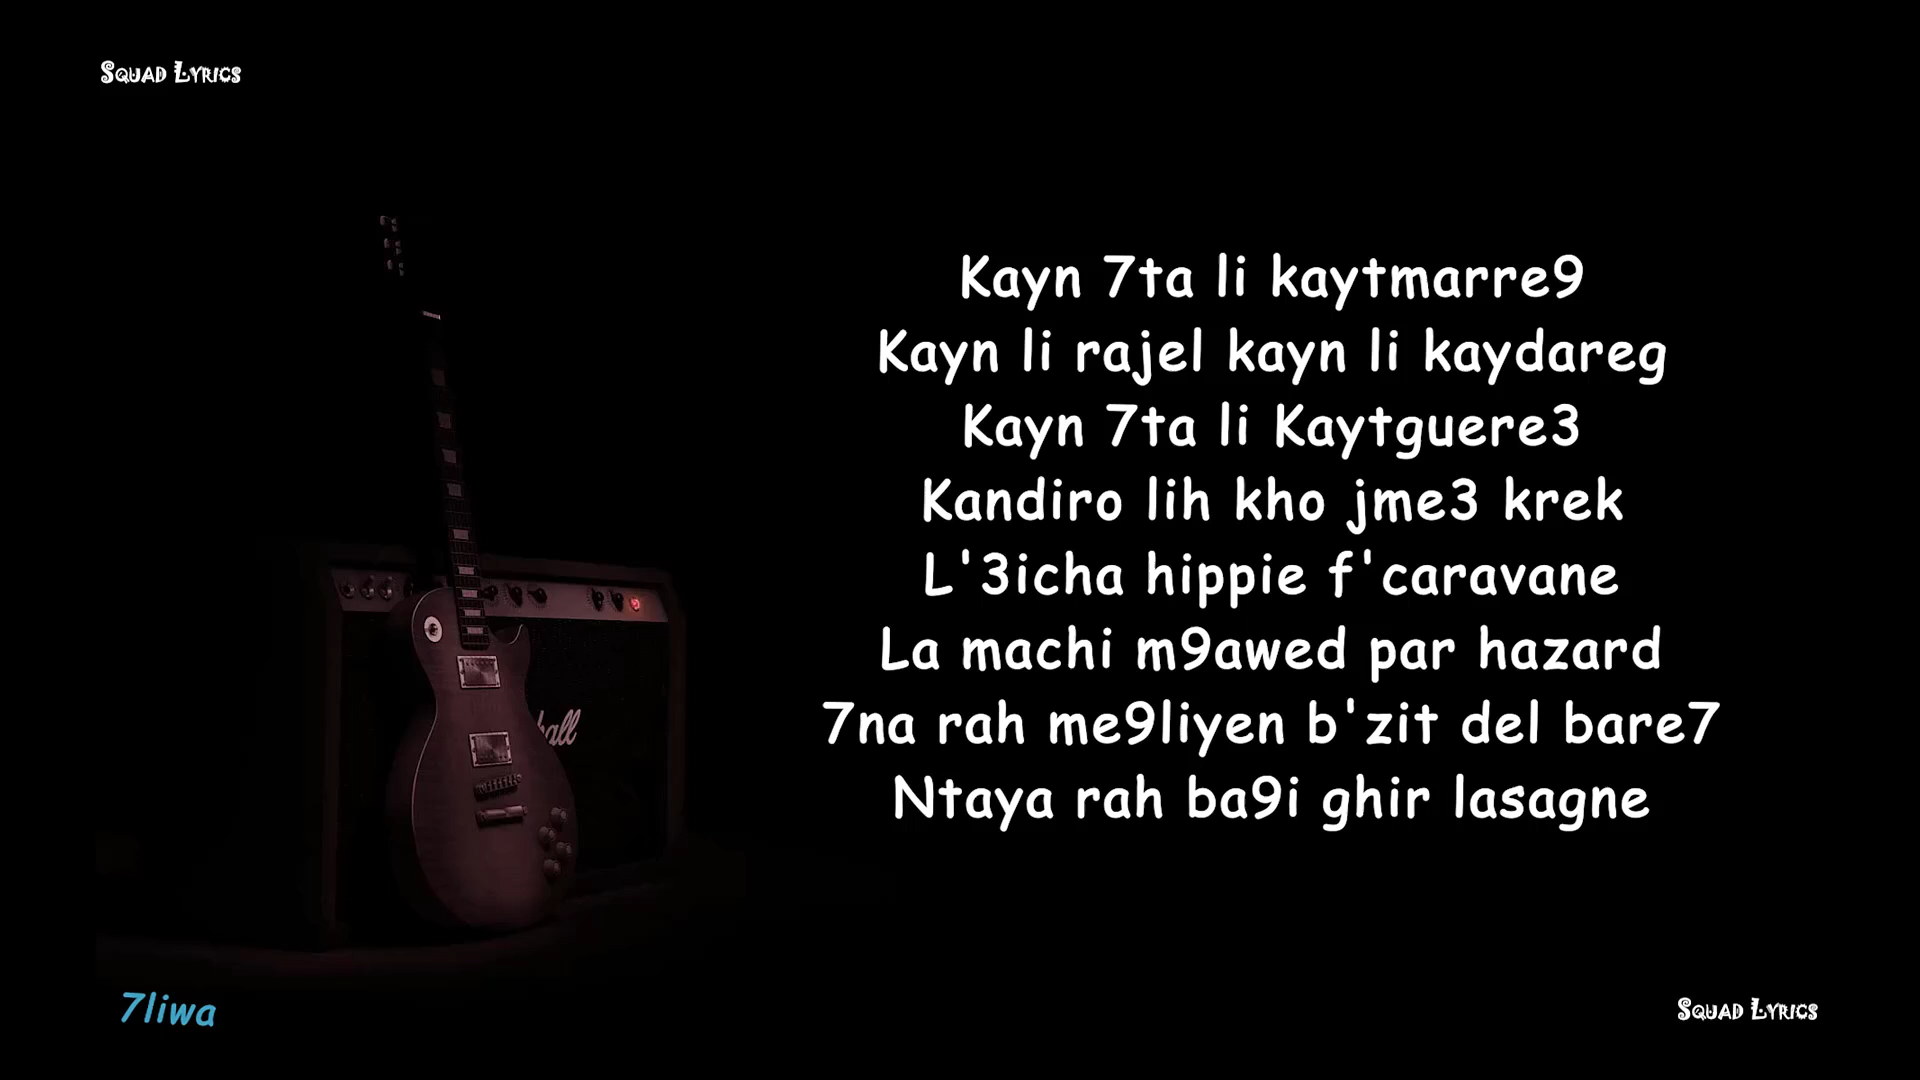 Squad Lyrics
Kayn 7ta li kaytmarre9
Kayn li rajel kayn li kaydareg
Kayn 7ta li Kaytguere3
Kandiro lih kho jme3 krek
L'3icha hippie f'caravane
La machi m9awed par hazard
7na rah me9liyen b'zit del bare7
Ntaya rah ba9i ghir lasagne
7liwa
Squad Lyrics